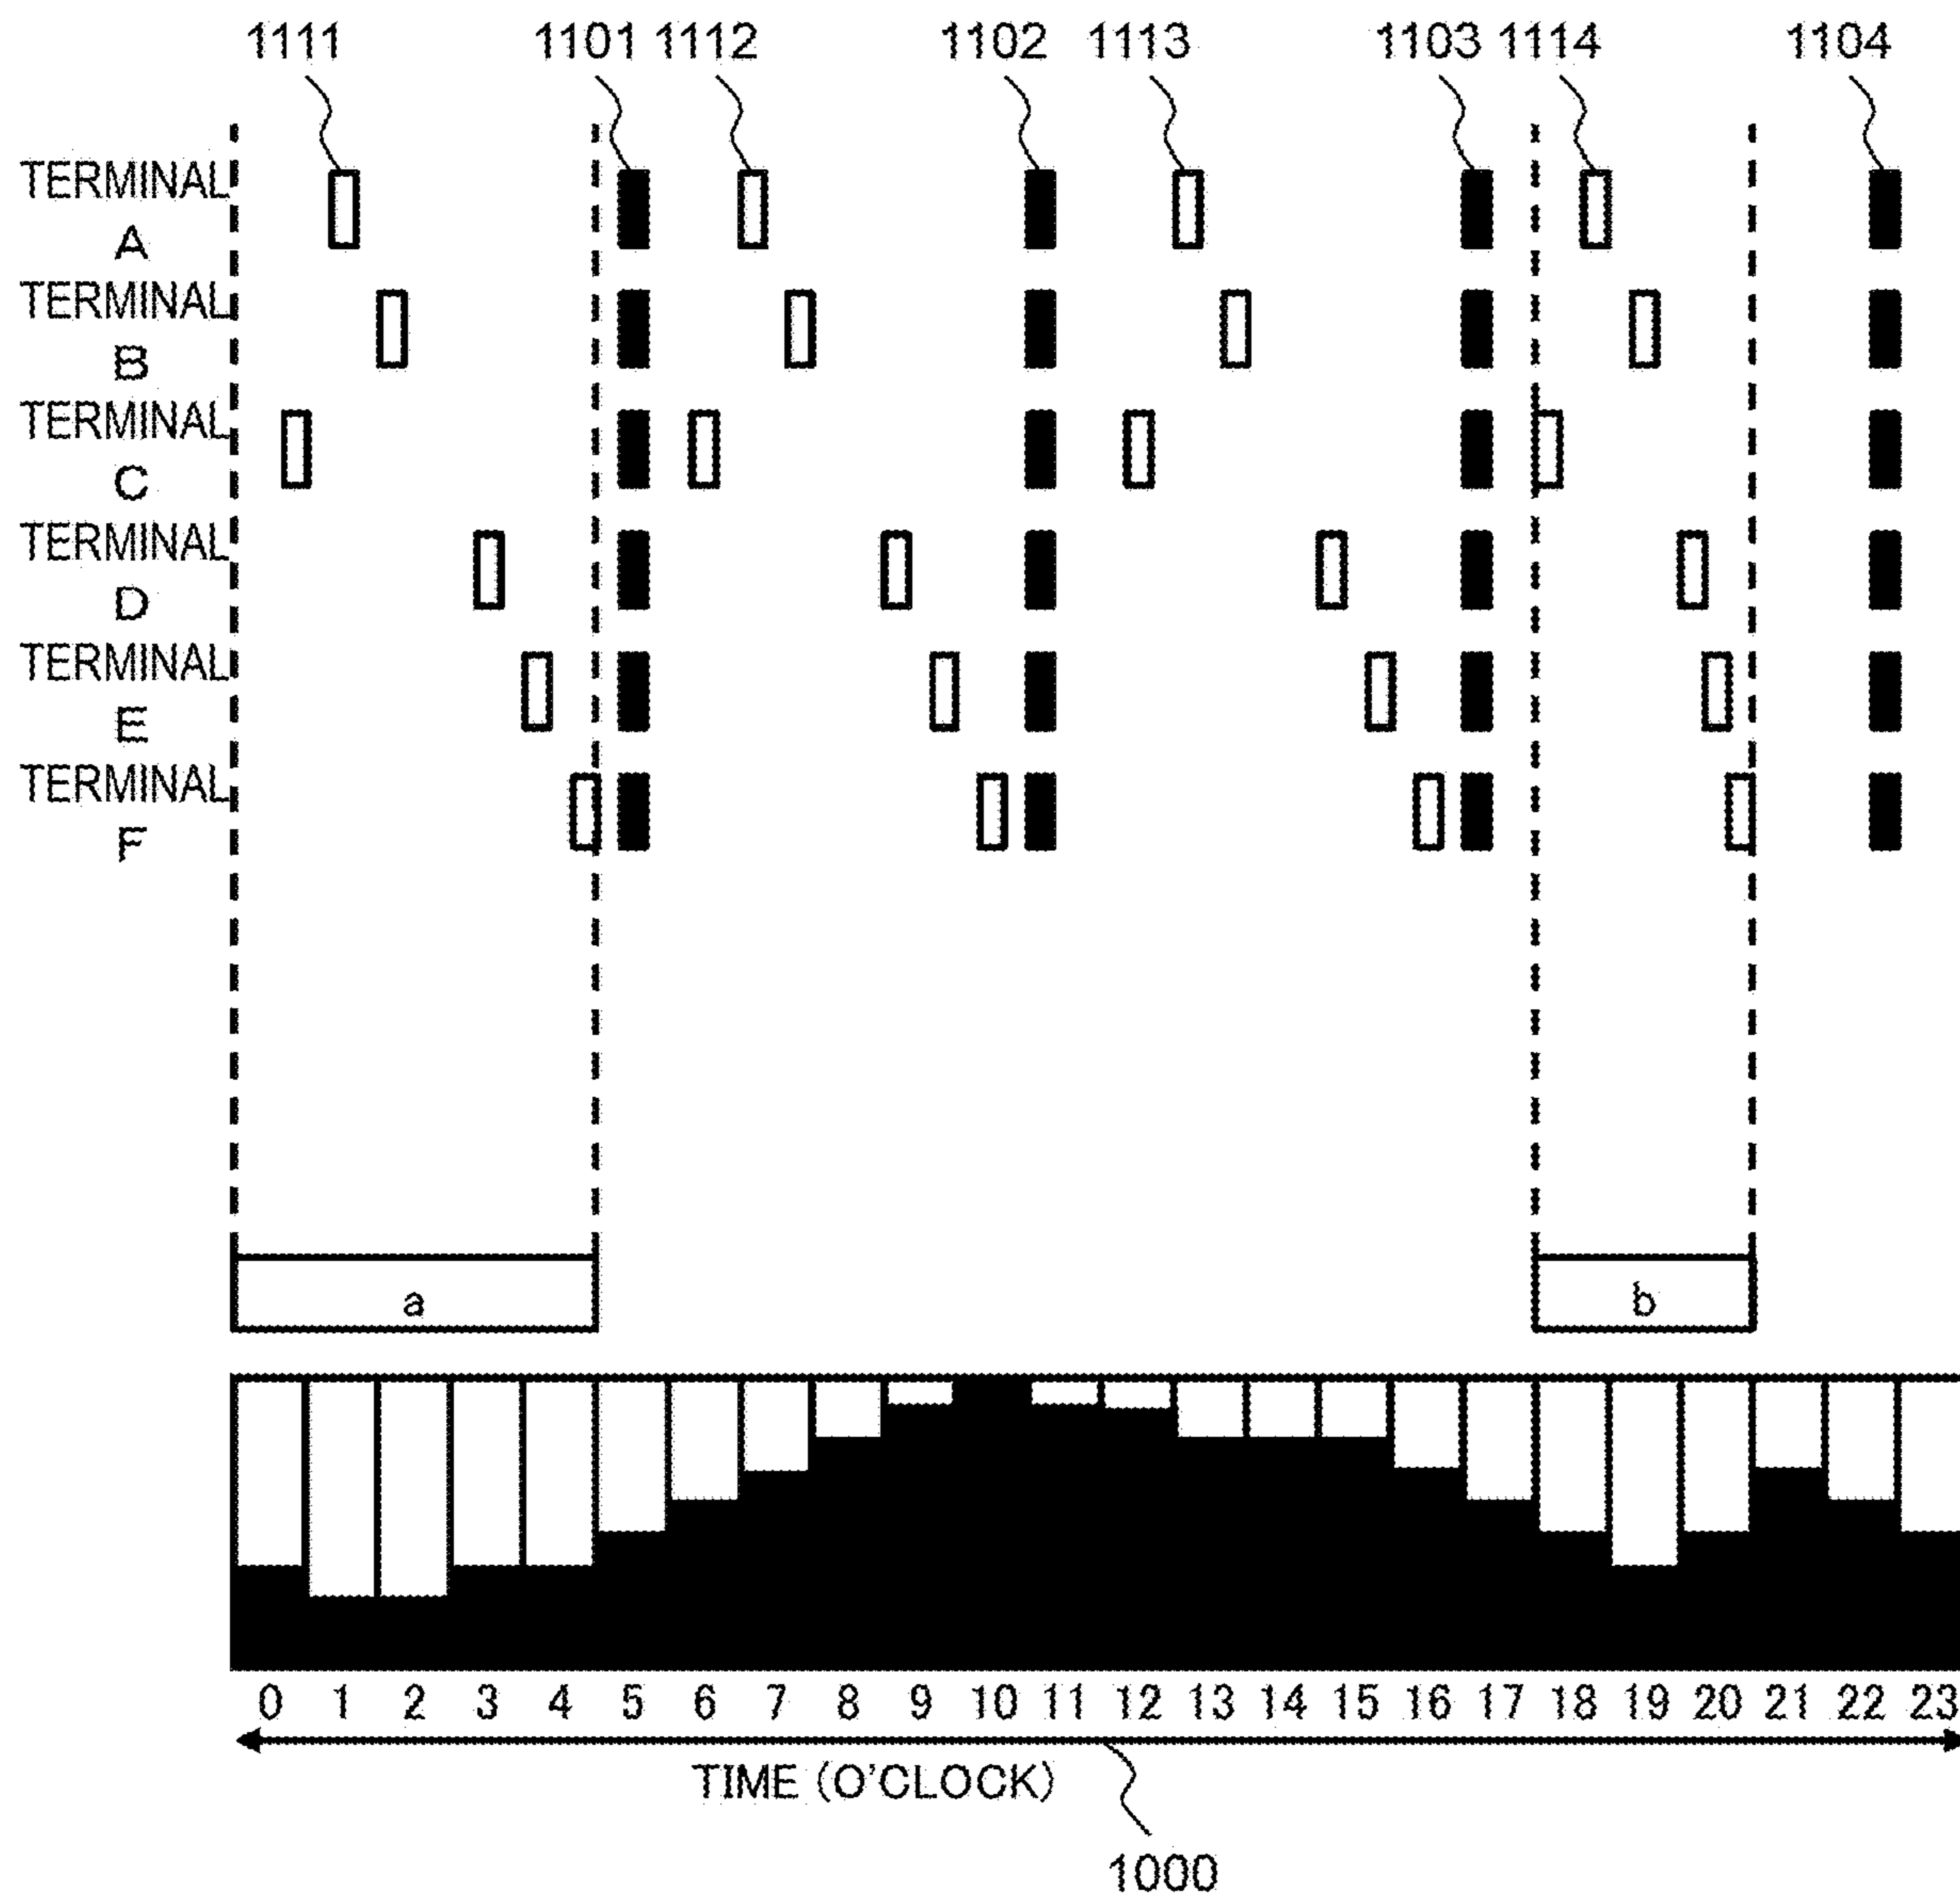 1111 1101 1112 1102 1113 1103 1114 1104
TERMINAL
A
TERMINAL
B
TERMINAL
C
TERMINAL
D
TERMINAL
E
TERMINAL
F
a b
0 1 2 3 4 5 6 7 8 9 10 11 12 13 14 15 16 17 18 19 20 21 22 23
TIME (O'CLOCK)
1000